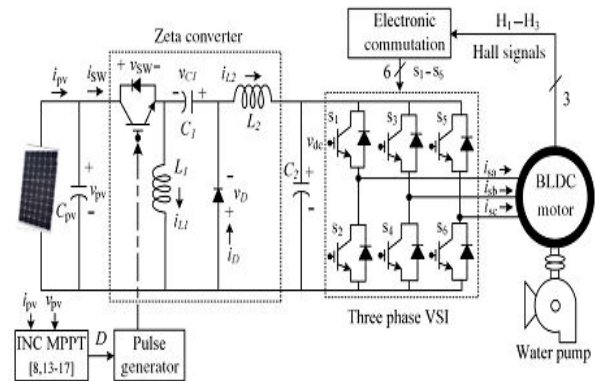 Zeta converter
Electronic commutation
H1–H3
Hall signals
6
s1–s6
3
ipv
iSW
+ vSW -
vC1
- +
C1
iL2
L2
L1
iL1
Cpv
+
vpv
-
-
vD
+
iD
C2
+
-
vdc
s1
s3
s5
s2
s4
s6
isa
isb
isc
BLDC motor
Three phase VSI
Water pump
ipv
vpv
INC MPPT
[8,13-17]
D
Pulse generator